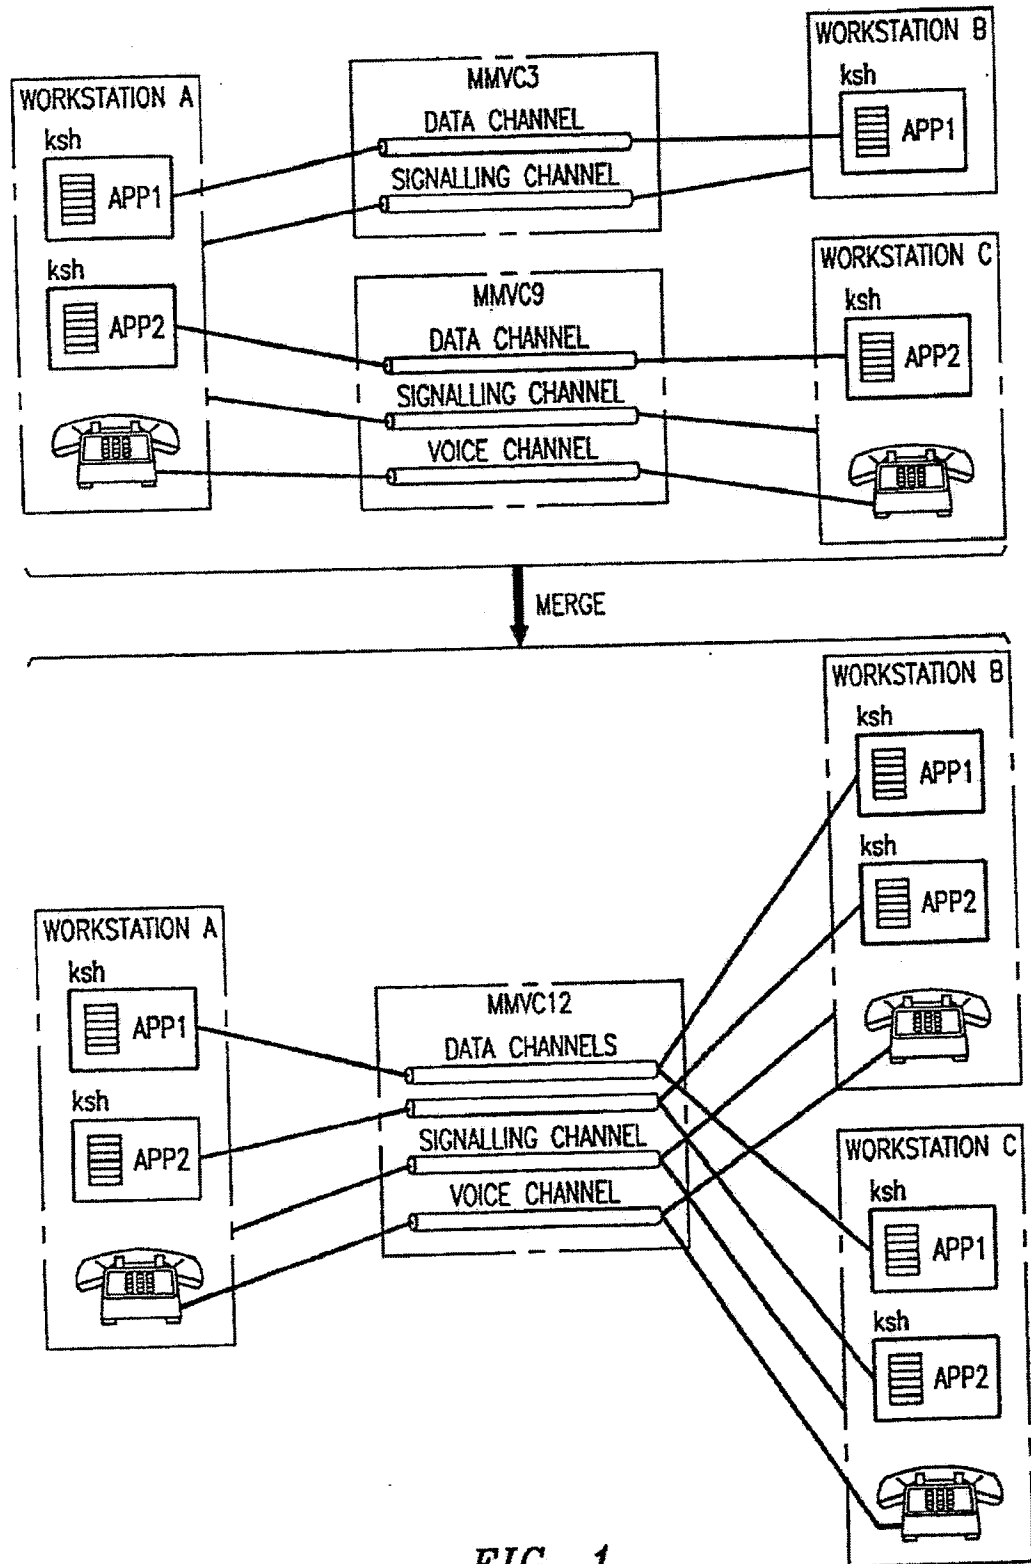 WORKSTATION A
ksh
APP1
ksh
APP2
MMVC3
DATA CHANNEL
SIGNALLING CHANNEL
WORKSTATION B
ksh
APP1
MMVC9
DATA CHANNEL
SIGNALLING CHANNEL
VOICE CHANNEL
WORKSTATION C
ksh
APP2
MERGE
WORKSTATION A
ksh
APP1
ksh
APP2
MMVC12
DATA CHANNELS
SIGNALLING CHANNEL
VOICE CHANNEL
WORKSTATION B
ksh
APP1
ksh
APP2
WORKSTATION C
ksh
APP1
ksh
APP2
FIG. 1